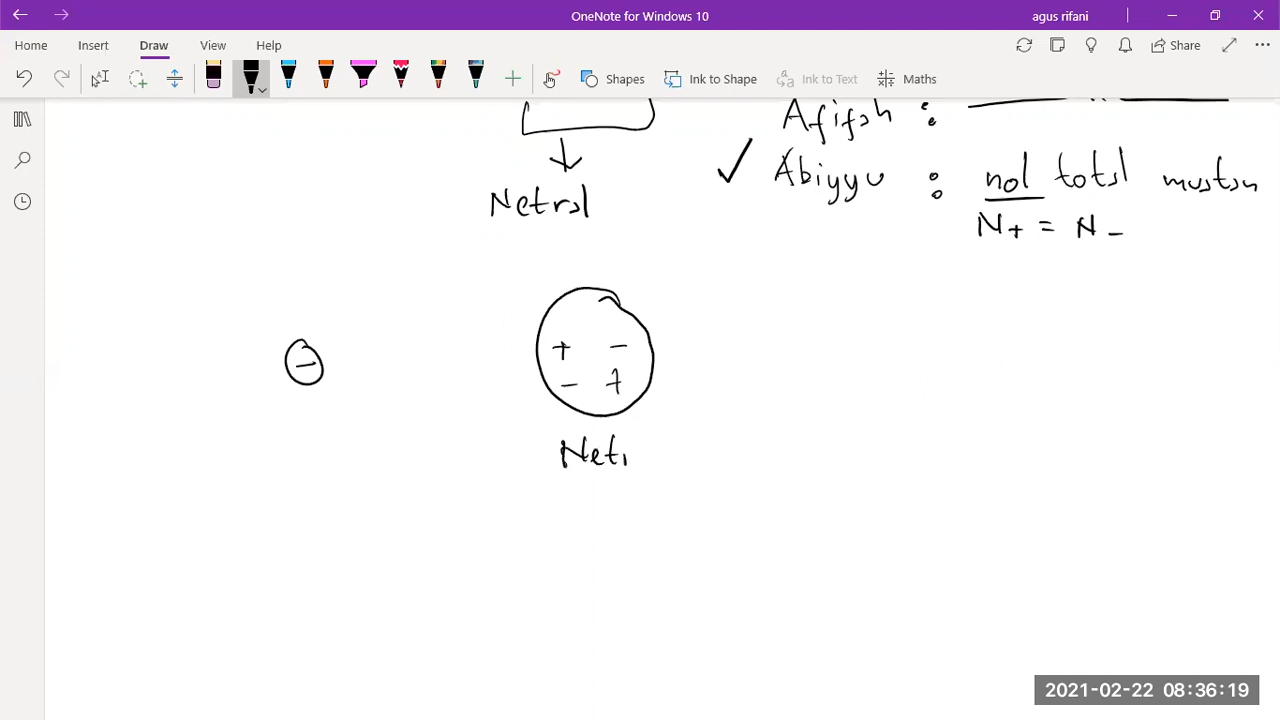 OneNote for Windows 10
agus rifani
Home Insert Draw View Help
Share
Shapes Ink to Shape Ink to Text Maths
Afifah :
Netral
✓ Abiyyu : nol total muatan
N+ = N -
-
+ -
- +
Netr
2021-02-22 08:36:19